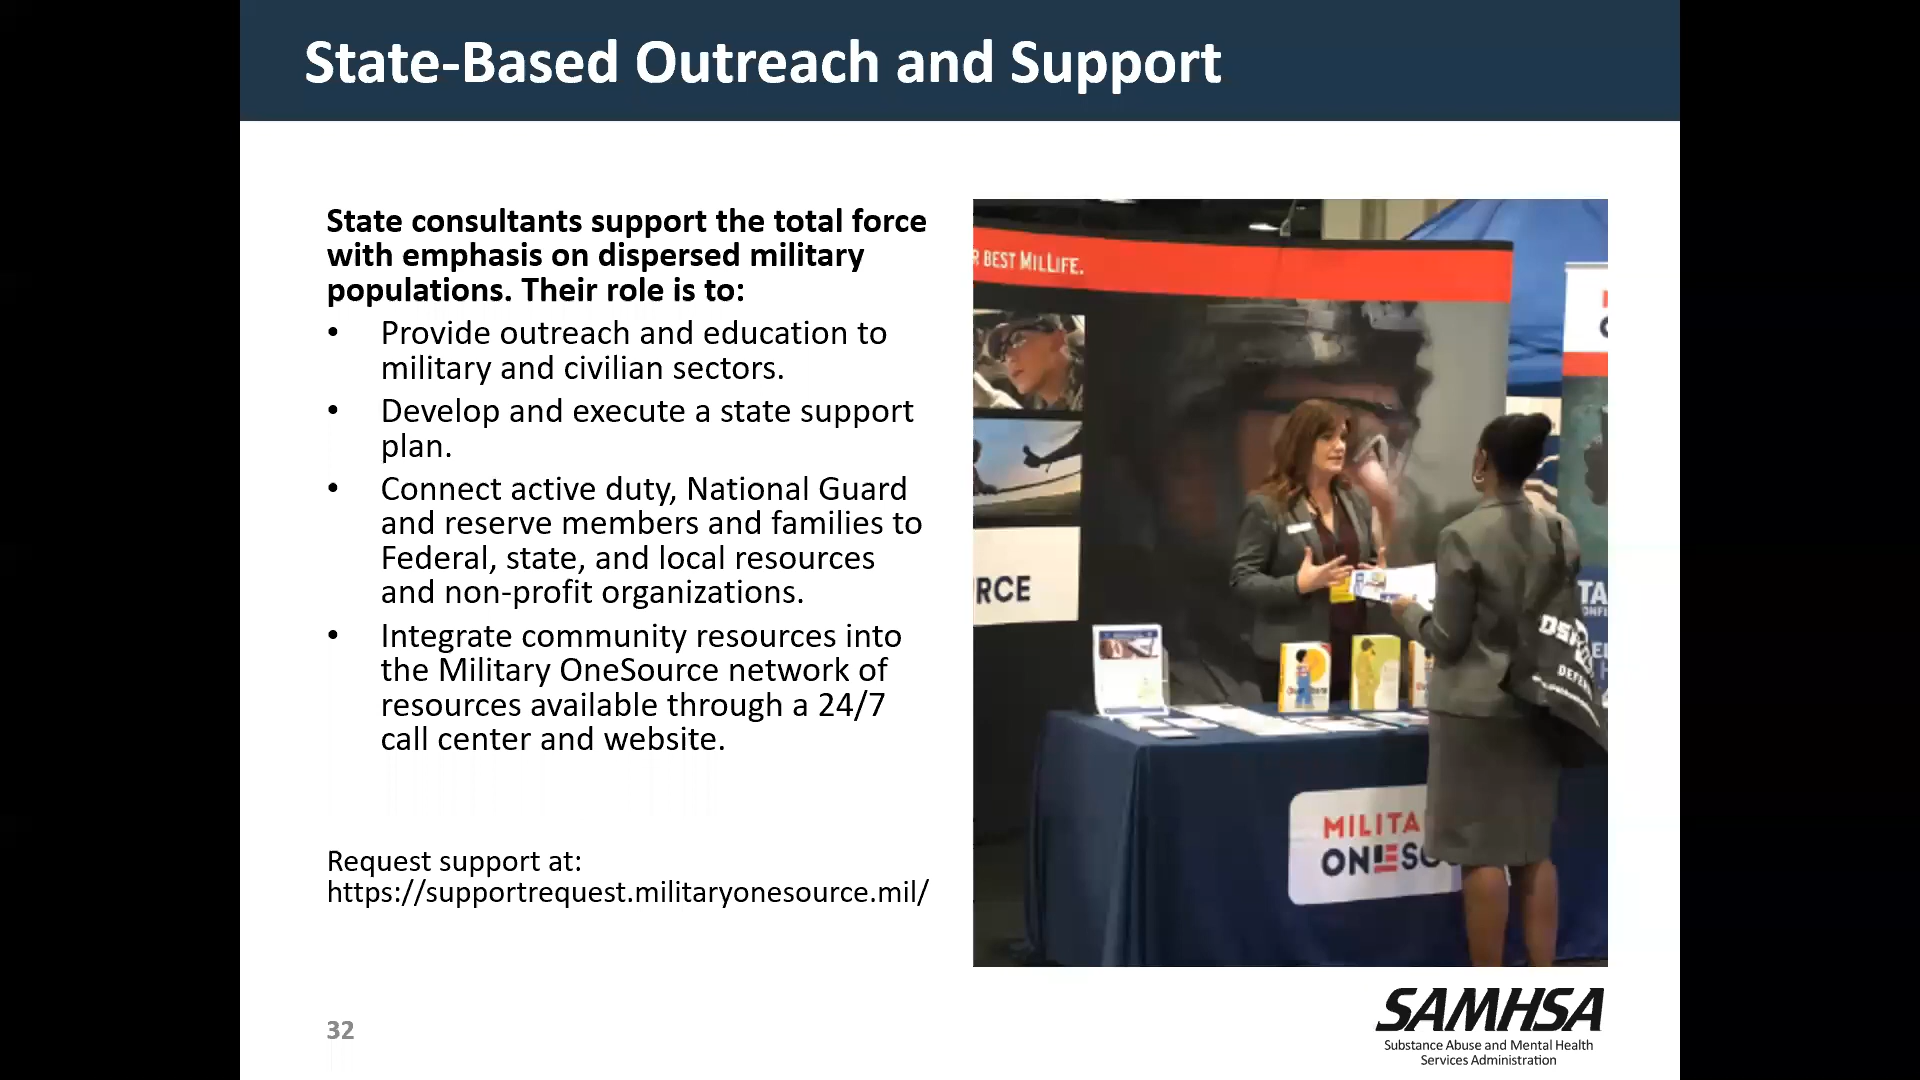 State-Based Outreach and Support
State consultants support the total force
with emphasis on dispersed military
populations. Their role is to:
• Provide outreach and education to
military and civilian sectors.
• Develop and execute a state support
plan.
• Connect active duty, National Guard
and reserve members and families to
Federal, state, and local resources
and non-profit organizations.
• Integrate community resources into
the Military OneSource network of
resources available through a 24/7
call center and website.
Request support at:
https://supportrequest.militaryonesource.mil/
R BEST MILLIFE.
RCE
MILITA
ONESO
TA
DEFE
32
SAMHSA
Substance Abuse and Mental Health
Services Administration